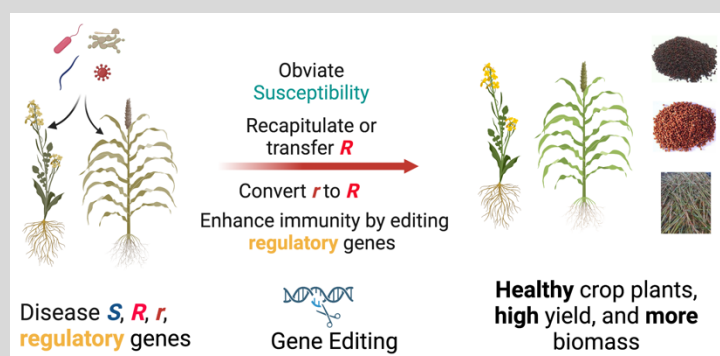 Obviate
Susceptibility
Recapitulate or
transfer R
Convert r to R
Enhance immunity by editing
regulatory genes
Disease S, R, r,
regulatory genes
Gene Editing
Healthy crop plants,
high yield, and more
biomass